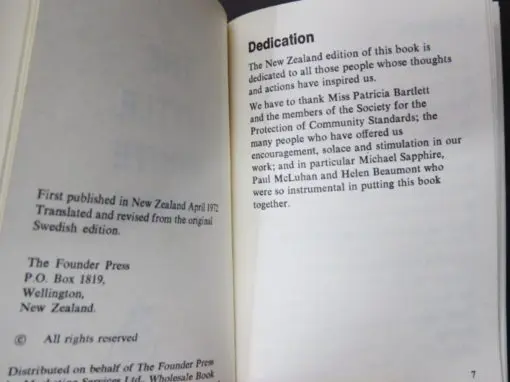 First published in New Zealand April 1972
Translated and revised from the original
Swedish edition.
The Founder Press
P.O. Box 1819,
Wellington,
New Zealand.
© All rights reserved
Distributed on behalf of The Founder Press
Marketing Services Ltd., Wholesale Book
Dedication
The New Zealand edition of this book is
dedicated to all those people whose thoughts
and actions have inspired us.
We have to thank Miss Patricia Bartlett
and the members of the Society for the
Protection of Community Standards; the
many people who have offered us
encouragement, solace and stimulation in our
work; and in particular Michael Sapphire,
Paul McLuhan and Helen Beaumont who
were so instrumental in putting this book
together.
7